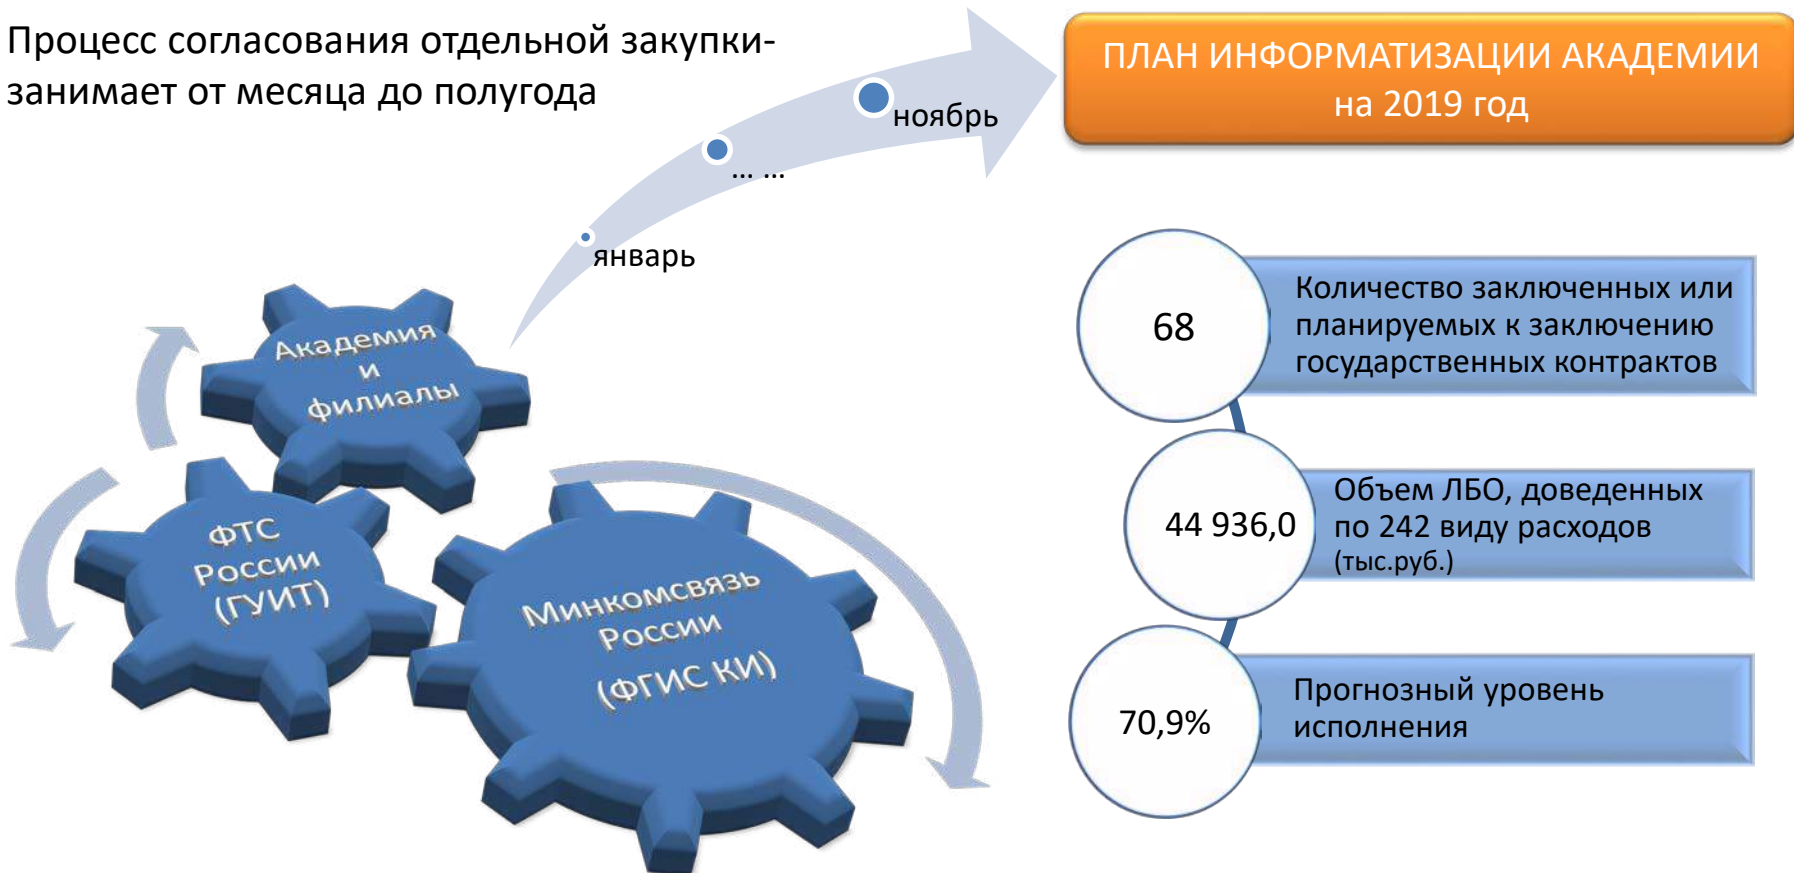 Процесс согласования отдельной закупки-
занимает от месяца до полугода
январь
... ...
ноябрь
ПЛАН ИНФОРМАТИЗАЦИИ АКАДЕМИИ
на 2019 год
Академия
и
филиалы
ФТС
России
(ГУИТ)
Минкомсвязь
России
(ФГИС КИ)
68
Количество заключенных или
планируемых к заключению
государственных контрактов
44 936,0
Объем ЛБО, доведенных
по 242 виду расходов
(тыс.руб.)
70,9%
Прогнозный уровень
исполнения